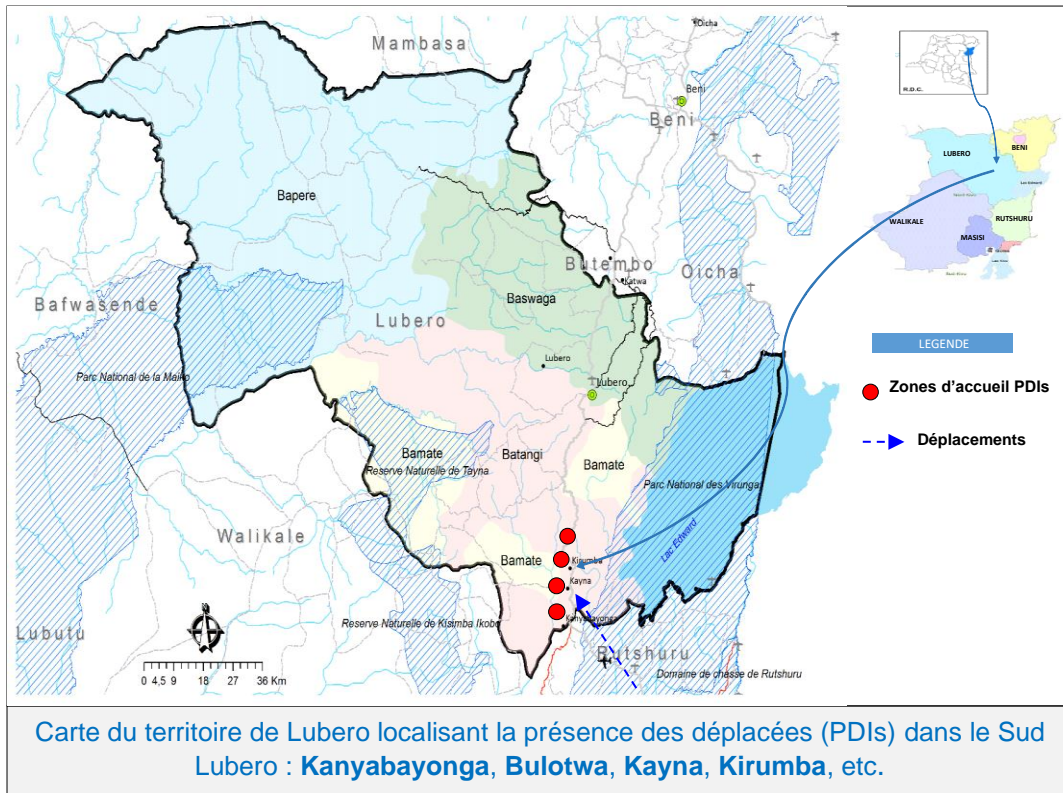 Mambasa
Oicha
Beni
Beni
Bapere
Butembo
Katwa
Oicha
Bafwasende
Baswaga
Lubero
Parc National de la Maiko
Lubero
Lubero
Bamate
Reserve Naturelle de Tayna
Batangi
Bamate
Parc National des Virunga
Walikale
Lac Edward
Bamate
Kirumba
Kayna
Reserve Naturelle de Kisimba Ikobo
Kanyabayonga
Lubutu
Rutshuru
Domaine de chasse de Rutshuru
0 4,5 9 18 27 36 Km
R.D.C.
LUBERO
BENI
Lac Edward
WALIKALE
RUTSHURU
MASISI
LEGENDE
Zones d'accueil PDIs
Déplacements
Carte du territoire de Lubero localisant la présence des déplacées (PDIs) dans le Sud
Lubero : Kanyabayonga, Bulotwa, Kayna, Kirumba, etc.